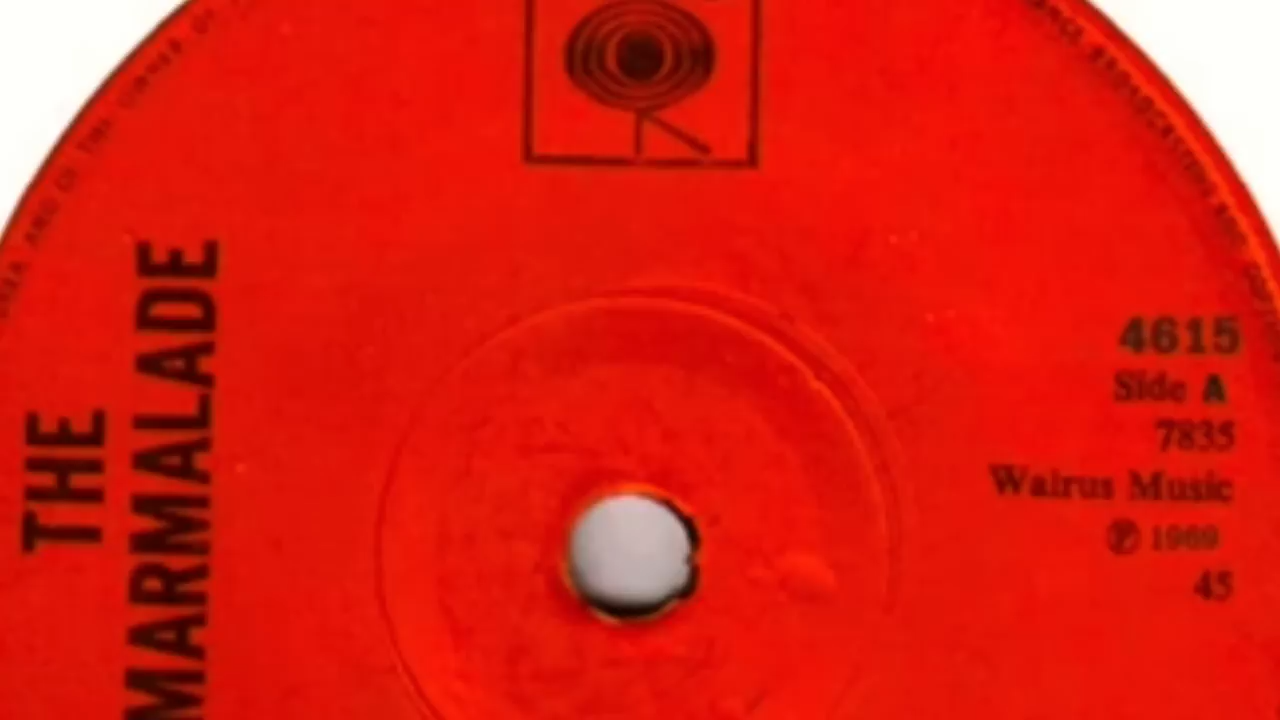 THE
MARMALADE
4615
Side A
7835
Walrus Music
Ⓟ 1969
45